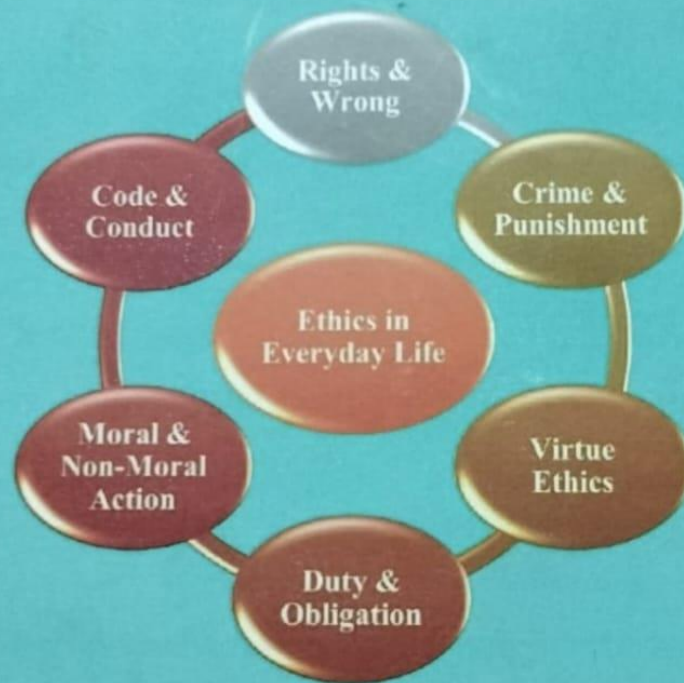 Rights &
Wrong
Crime &
Punishment
Virtue
Ethics
Duty &
Obligation
Moral &
Non-Moral
Action
Code &
Conduct
Ethics in
Everyday Life